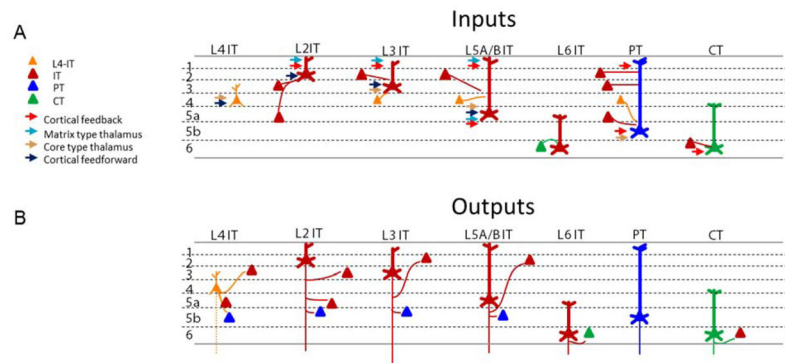 Inputs
A
L4 IT L2IT L3 IT L5A/B IT L6 IT PT CT
L4-IT
IT
PT
CT
Cortical feedback
Matrix type thalamus
Core type thalamus
Cortical feedforward
1
2
3
4
5a
5b
6
Outputs
B
L4 IT L2 IT L3 IT L5A/B IT L6 IT PT CT
1
2
3
4
5a
5b
6